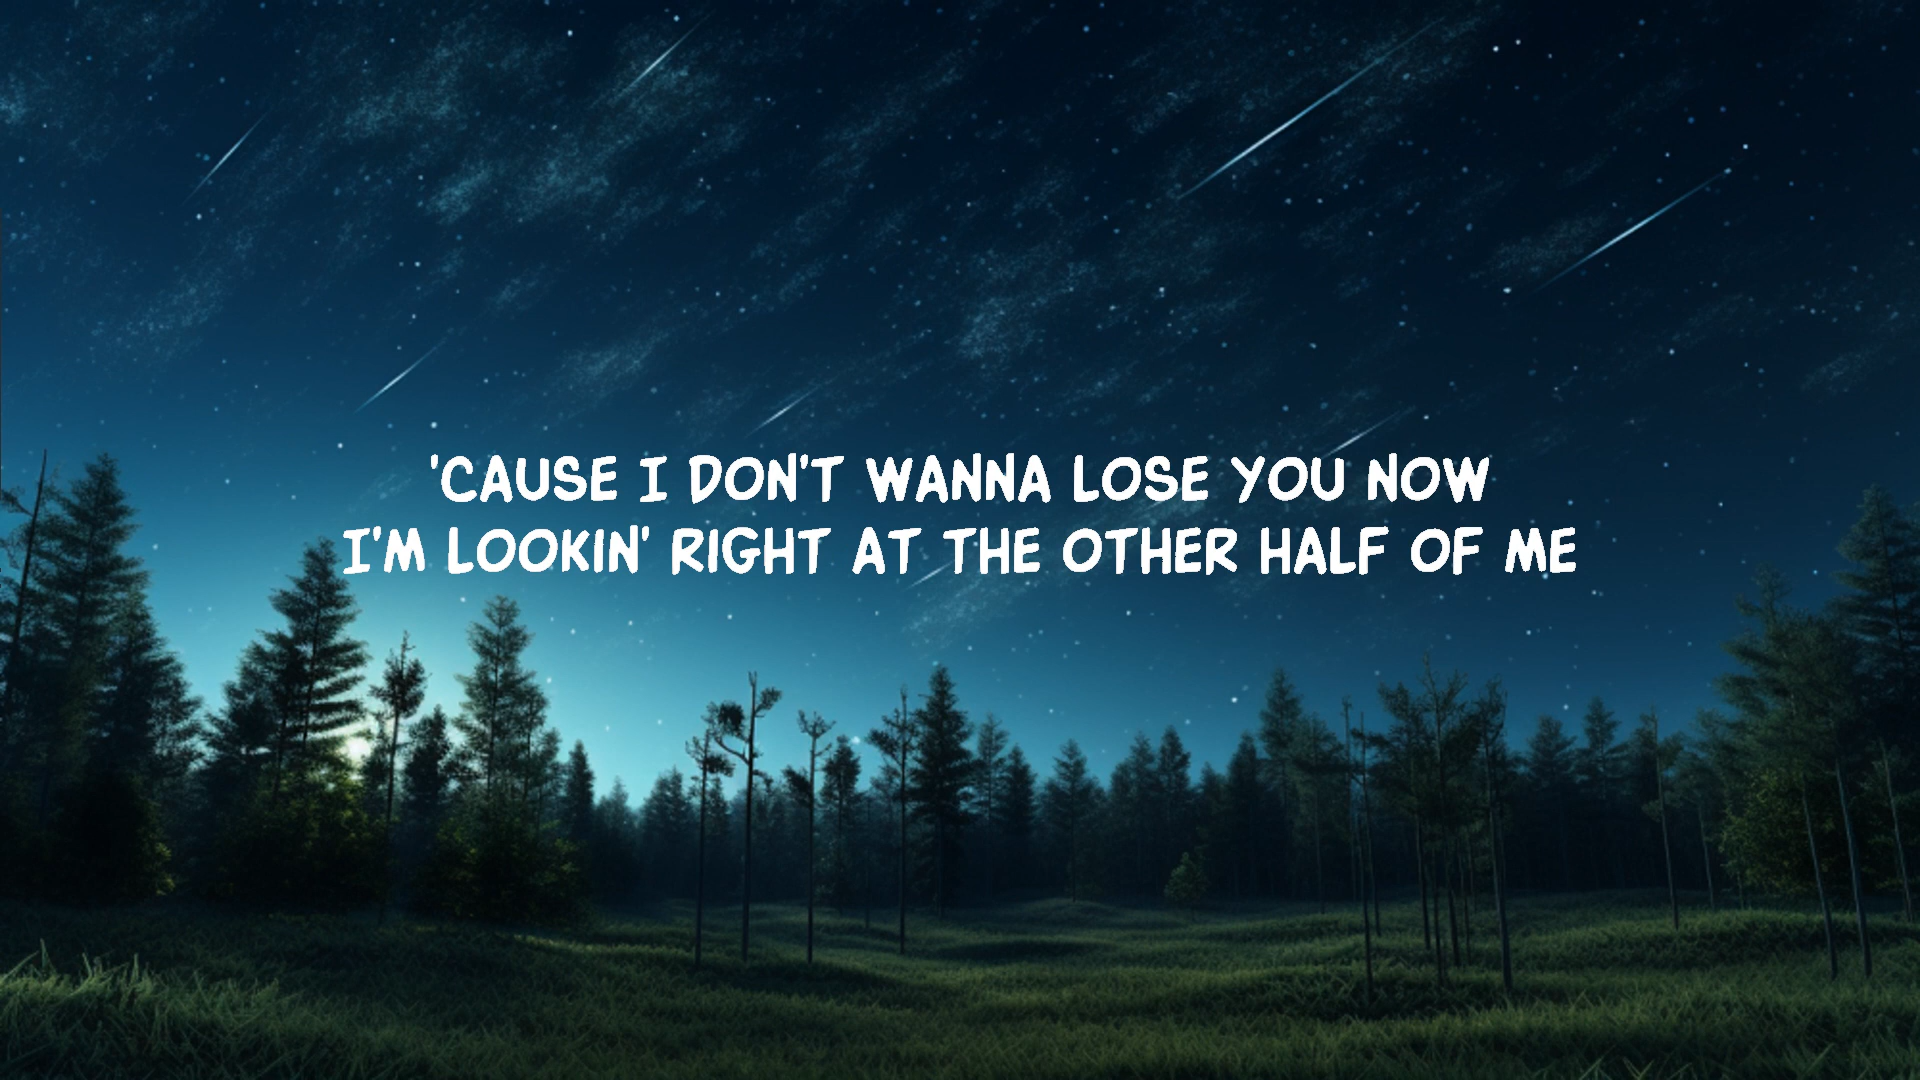 'CAUSE I DON'T WANNA LOSE YOU NOW
I'M LOOKIN' RIGHT AT THE OTHER HALF OF ME